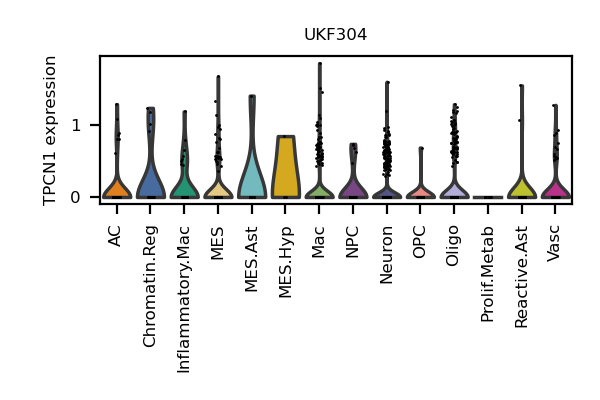 UKF304
TPCN1 expression
1
0
AC
Chromatin.Reg
Inflammatory.Mac
MES
MES.Ast
MES.Hyp
Mac
NPC
Neuron
OPC
Oligo
Prolif.Metab
Reactive.Ast
Vasc